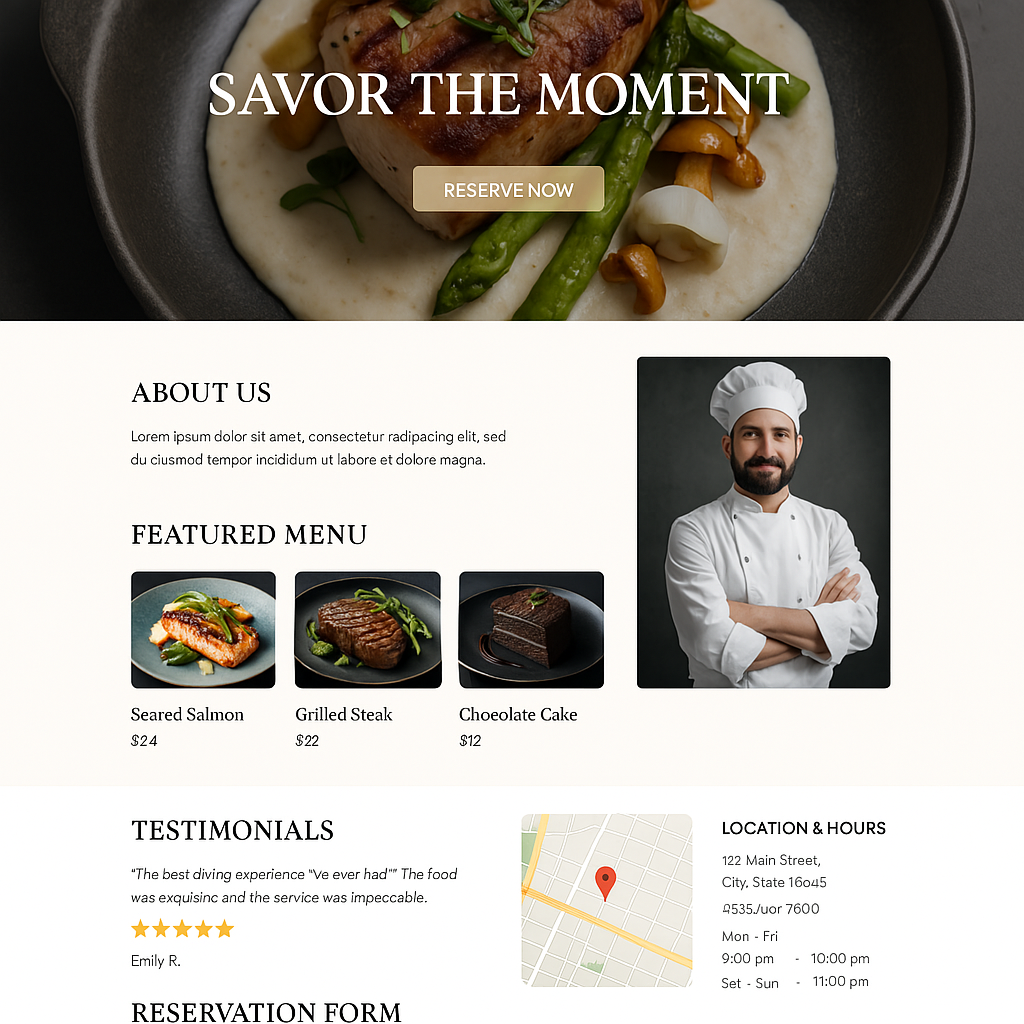 SAVOR THE MOMENT
RESERVE NOW
ABOUT US
Lorem ipsum dolor sit amet, consectetur radipacing elit, sed
du ciusmod tempor incididum ut labore et dolore magna.
FEATURED MENU
Seared Salmon
$24
Grilled Steak
$22
Choeolate Cake
$12
TESTIMONIALS
“The best diving experience “ve ever had”” The food
was exquisinc and the service was impeccable.
Emily R.
RESERVATION FORM
LOCATION & HOURS
122 Main Street,
City, State
7600
Mon - Fri
9:00 pm - 10:00 pm
Set - Sun - 11:00 pm